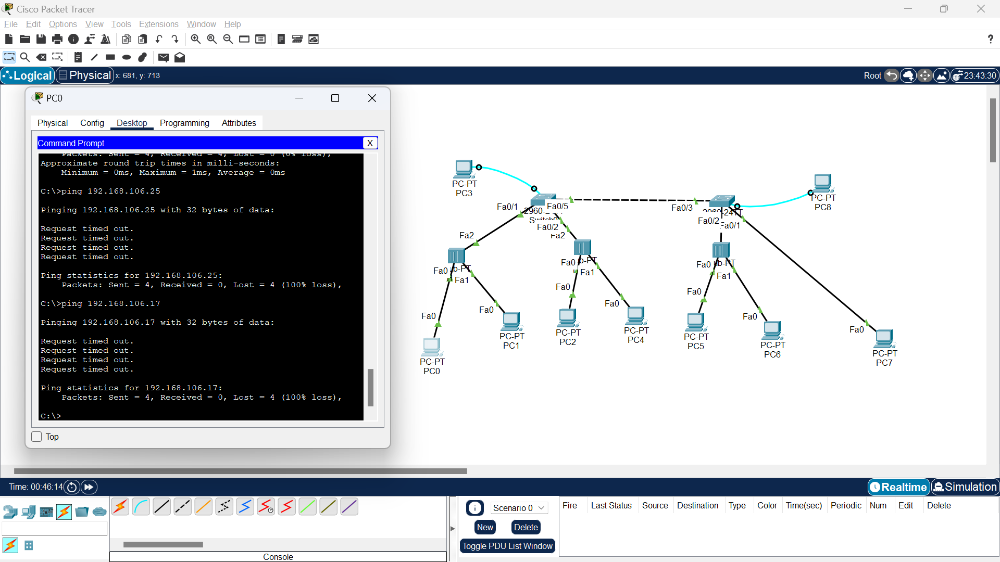 Cisco Packet Tracer
File Edit Options View Tools Extensions Window Help
Logical Physical x: 681, y: 713 Root 23:43:30
PC0
Physical Config Desktop Programming Attributes
Command Prompt X
Packets: Sent = 4, Received = 4, Lost = 0 (0% loss),
Approximate round trip times in milli-seconds:
Minimum = 0ms, Maximum = 1ms, Average = 0ms
C:\>ping 192.168.106.25
Pinging 192.168.106.25 with 32 bytes of data:
Request timed out.
Request timed out.
Request timed out.
Request timed out.
Ping statistics for 192.168.106.25:
Packets: Sent = 4, Received = 0, Lost = 4 (100% loss),
C:\>ping 192.168.106.17
Pinging 192.168.106.17 with 32 bytes of data:
Request timed out.
Request timed out.
Request timed out.
Request timed out.
Ping statistics for 192.168.106.17:
Packets: Sent = 4, Received = 0, Lost = 4 (100% loss),
C:\>
Top
PC-PT
PC3
Fa0/1
Fa0/5
Switch0
Fa0/2
Fa2
Fa2
Fa0/3
Fa0/2
Fa0/1
PC-PT
PC8
Fa0
b-PT
Fa1
Fa0
Fa0
PC-PT
PC0
PC-PT
PC1
Fa0
b-PT
Fa1
Fa0
Fa0
PC-PT
PC2
PC-PT
PC4
Fa0
ub-PT
Fa1
Fa0
Fa0
PC-PT
PC5
PC-PT
PC6
Fa0
PC-PT
PC7
Time: 00:46:14
Realtime Simulation
Scenario 0
New Delete
Toggle PDU List Window
Fire Last Status Source Destination Type Color Time(sec) Periodic Num Edit Delete
Console